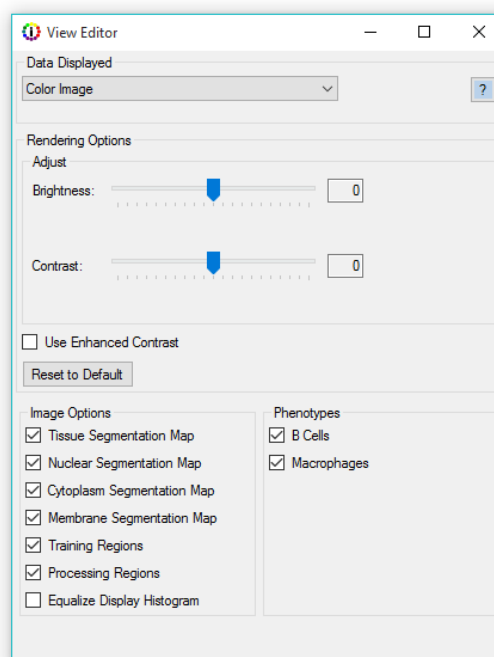 View Editor
Data Displayed
Color Image
?
Rendering Options
Adjust
Brightness:
0
Contrast:
0
Use Enhanced Contrast
Reset to Default
Image Options
Tissue Segmentation Map
Nuclear Segmentation Map
Cytoplasm Segmentation Map
Membrane Segmentation Map
Training Regions
Processing Regions
Equalize Display Histogram
Phenotypes
B Cells
Macrophages